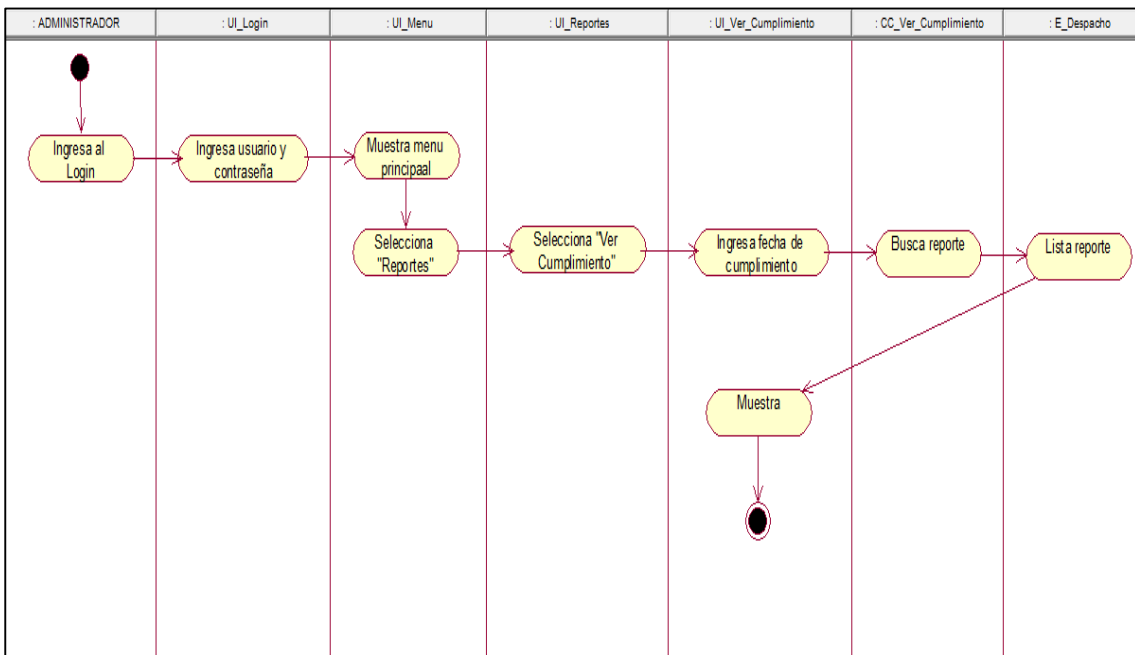 : ADMINISTRADOR
: UI_Login
: UI_Menu
: UI_Reportes
: UI_Ver_Cumplimiento
: CC_Ver_Cumplimiento
: E_Despacho
Ingresa al
Login
Ingresa usuario y
contraseña
Muestra menu
principaal
Selecciona
"Reportes"
Selecciona "Ver
Cumplimiento"
Ingresa fecha de
cumplimiento
Busca reporte
Lista reporte
Muestra